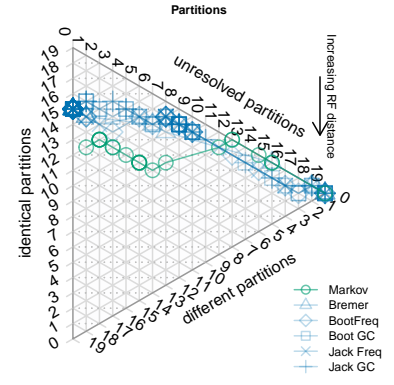 Partitions
0 1 2 3 4 5 6 7 8 9 10 11 12 13 14 15 16 17 18 19
unresolved partitions
Increasing RF distance
19
18
17
16
15
14
13
12
11
10
9
8
7
6
5
4
3
2
1
0
identical partitions
0 1 2 3 4 5 6 7 8 9 10 11 12 13 14 15 16 17 18 19
different partitions
Markov
Bremer
BootFreq
Boot GC
Jack Freq
Jack GC